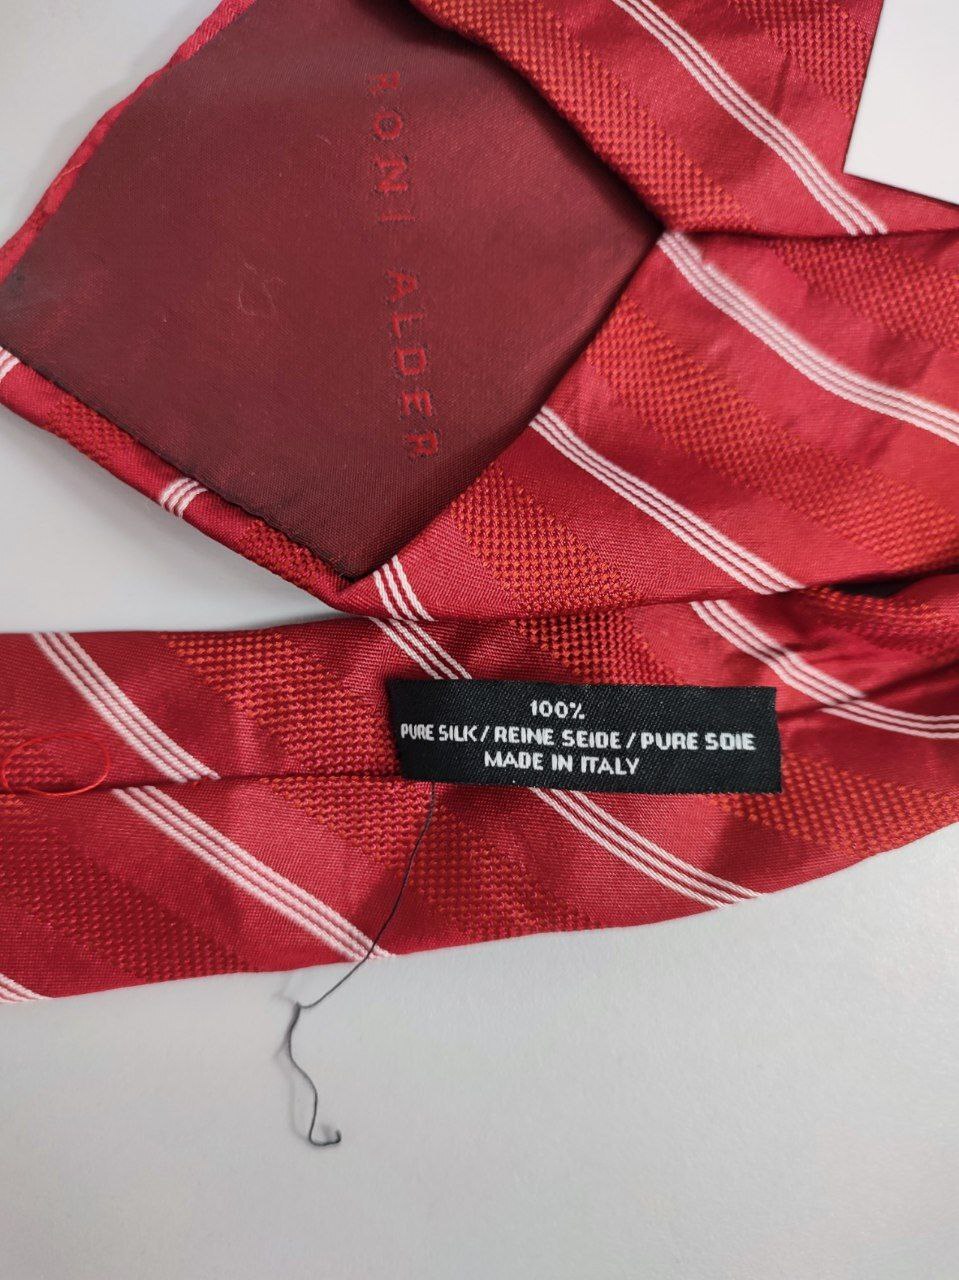 RONI ALDER
100%
PURE SILK / REINE SEIDE / PURE SOIE
MADE IN ITALY